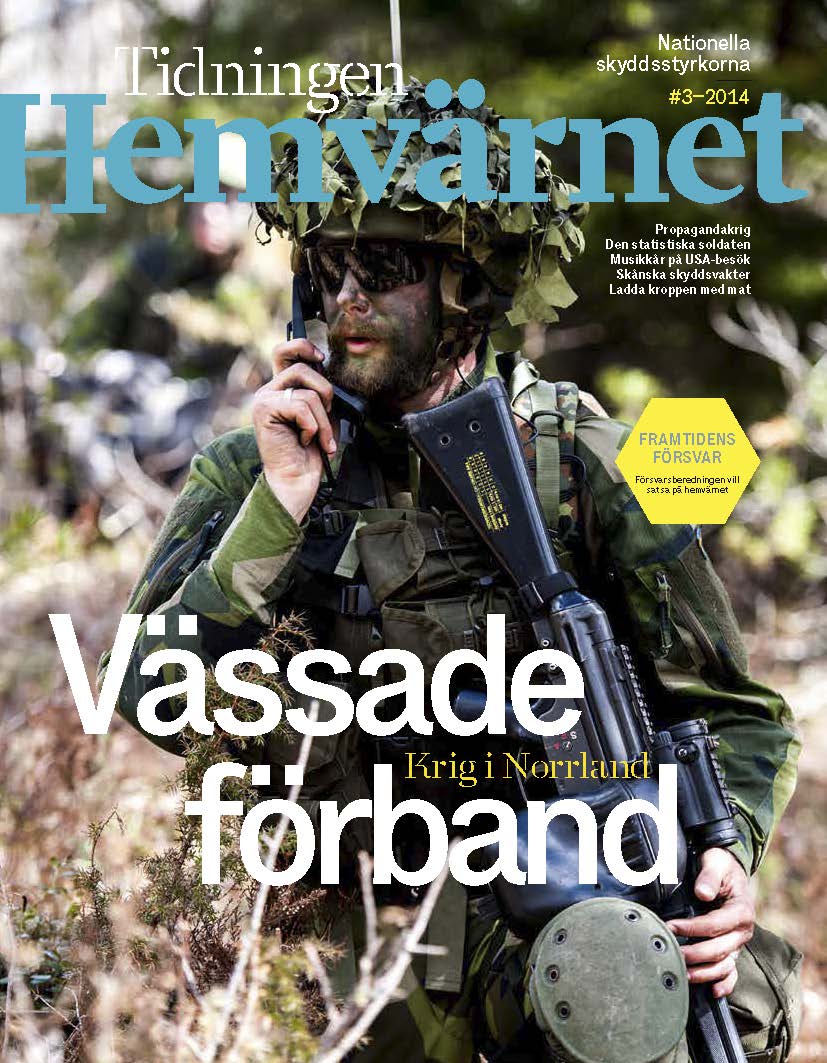 Tidningen
Hemvärnet
Nationella
skyddsstyrkorna
#3–2014
Propagandakrig
Den statistiska soldaten
Musikkår på USA-besök
Skånska skyddsvakter
Ladda kroppen med mat
FRAMTIDENS
FÖRSVAR
Försvarsberedningen vill
satsa på hemvärnet
Vässade
Krig i Norrland
förband